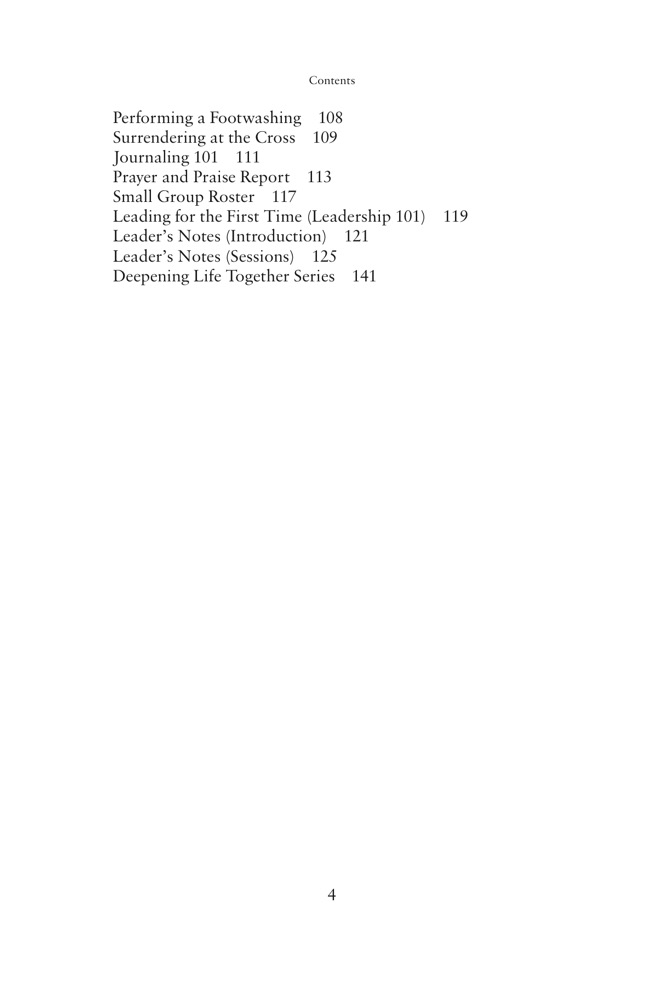 Contents
Performing a Footwashing 108
Surrendering at the Cross 109
Journaling 101 111
Prayer and Praise Report 113
Small Group Roster 117
Leading for the First Time (Leadership 101) 119
Leader’s Notes (Introduction) 121
Leader’s Notes (Sessions) 125
Deepening Life Together Series 141
4